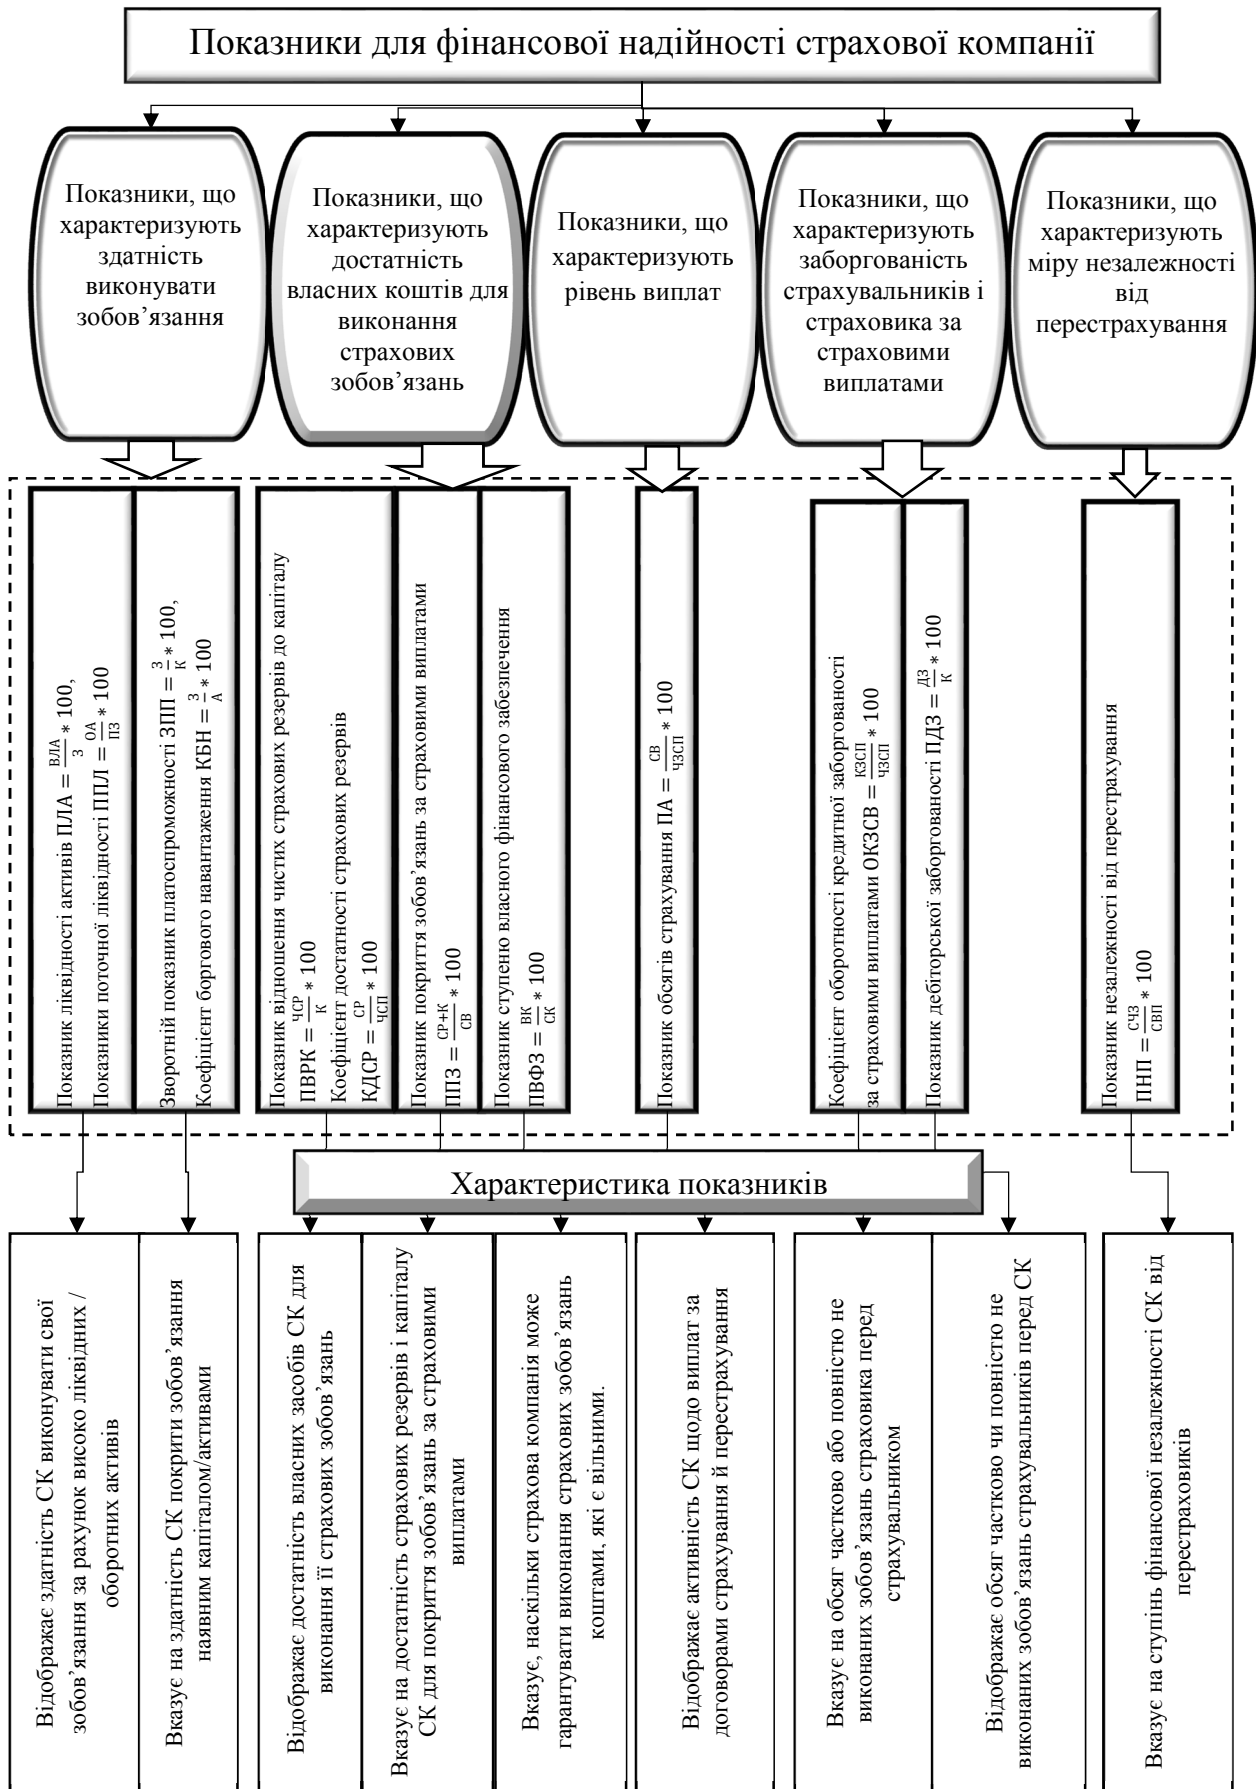 Показники для фінансової надійності страхової компанії
Показники, що
характеризують
здатність
виконувати
зобов’язання
Показники, що
характеризують
достатність
власних коштів для
виконання
страхових
зобов’язань
Показники, що
характеризують
рівень виплат
Показники, що
характеризують
заборгованість
страхувальників і
страховика за
страховими
виплатами
Показники, що
характеризують
міру незалежності
від
перестрахування
Показник ліквідності активів ПЛА = ВЛА/З * 100,
Показники поточної ліквідності ППЛ = ОА/ПЗ * 100
Зворотній показник платоспроможності ЗПП = З/К * 100,
Коефіцієнт боргового навантаження КБН = З/А * 100
Показник відношення чистих страхових резервів до капіталу
ПВРК = ЧСР/К * 100
Коефіцієнт достатності страхових резервів
КДСР = СР/ЧСП * 100
Показник покриття зобов’язань за страховими виплатами
ППЗ = СР+К/СВ * 100
Показник ступеню власного фінансового забезпечення
ПВФЗ = ВК/СК * 100
Показник обсягів страхування ПА = СВ/ЧЗСП * 100
Коефіцієнт оборотності кредитної заборгованості
за страховими виплатами ОКЗСВ = КЗСП/ЧЗСП * 100
Показник дебіторської заборгованості ПДЗ = ДЗ/К * 100
Показник незалежності від перестрахування
ПНП = СЧЗ/СВП * 100
Характеристика показників
Відображає здатність СК виконувати свої
зобов’язання за рахунок високо ліквідних /
оборотних активів
Вказує на здатність СК покрити зобов’язання
наявним капіталом/активами
Відображає достатність власних засобів СК для
виконання її страхових зобов’язань
Вказує на достатність страхових резервів і капіталу
СК для покриття зобов’язань за страховими
виплатами
Вказує, наскільки страхова компанія може
гарантувати виконання страхових зобов’язань
коштами, які є вільними.
Відображає активність СК щодо виплат за
договорами страхування й перестрахування
Вказує на обсяг частково або повністю не
виконаних зобов’язань страховика перед
страхувальником
Відображає обсяг частково чи повністю не
виконаних зобов’язань страхувальників перед СК
Вказує на ступінь фінансової незалежності СК від
перестраховиків